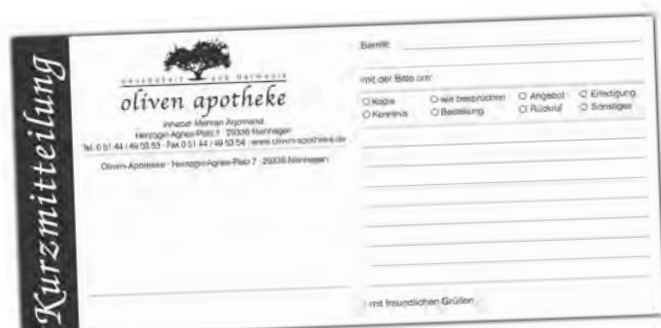 Kurzmitteilung
gesundheit und harmonie
oliven apotheke
Inhaber Mehran
Herzogin-Agnes-Platz · 29336 Nienhagen
Tel. 0 51 44 / 49 53 53 · Fax 0 51 44 / 49 53 54 · www.oliven-apotheke.de
Oliven-Apotheke · Herzogin-Agnes-Platz 7 · 29336 Nienhagen
Betrifft:
mit der Bitte um:
Kopie wie besprochen Angebot Erledigung
Kenntnis Bestellung Rückruf Sonstiges
mit freundlichen Grüßen